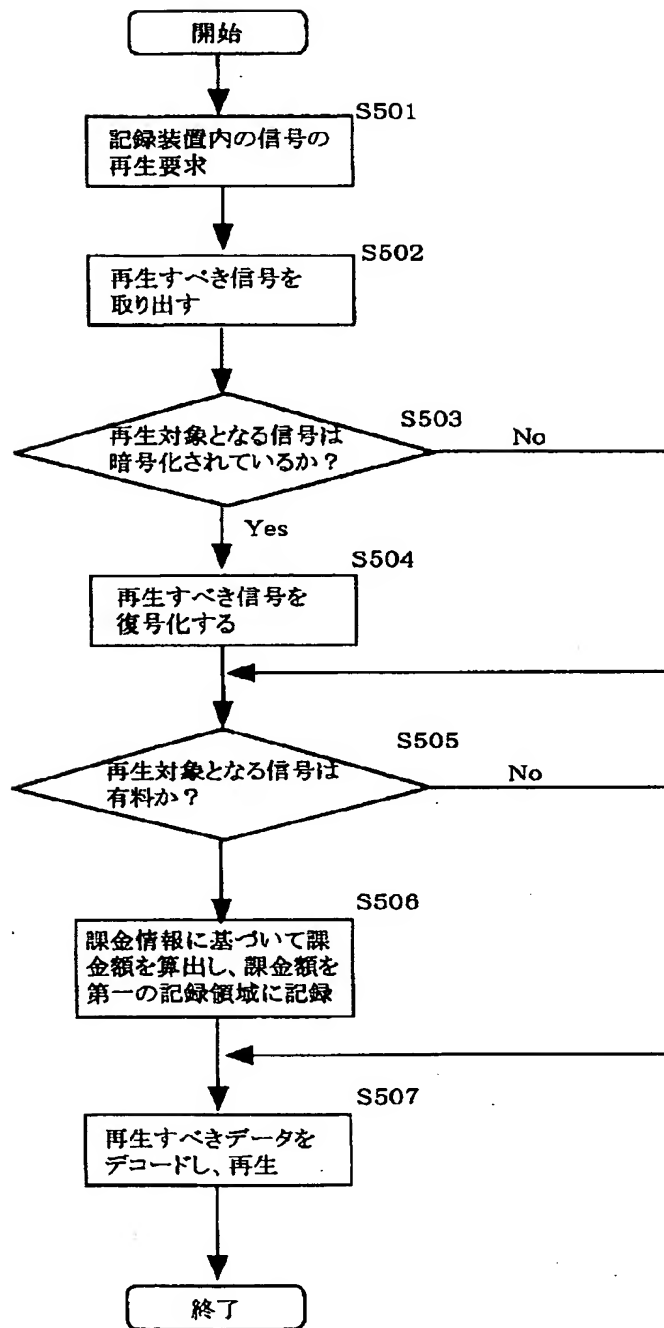 開始
S501
記録装置内の信号の
再生要求
S502
再生すべき信号を
取り出す
S503
再生対象となる信号は
暗号化されているか？
No
Yes
S504
再生すべき信号を
復号化する
S505
再生対象となる信号は
有料か？
No
S506
課金情報に基づいて課
金額を算出し、課金額を
第一の記録領域に記録
S507
再生すべきデータを
デコードし、再生
終了